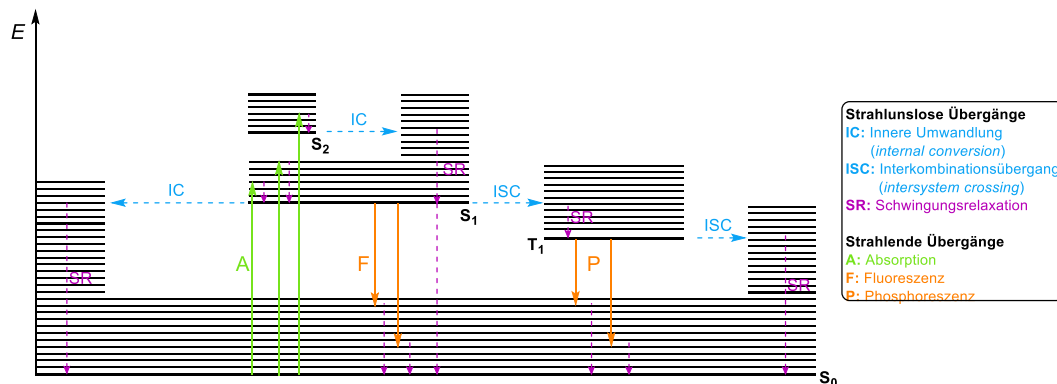 E
IC
S2
SR
IC
S1
ISC
SR
T1
ISC
A
F
P
SR
SR
S0
Strahlunslose Übergänge
IC: Innere Umwandlung
(internal conversion)
ISC: Interkombinationsübergang
(intersystem crossing)
SR: Schwingungsrelaxation
Strahlende Übergänge
A: Absorption
F: Fluoreszenz
P: Phosphoreszenz